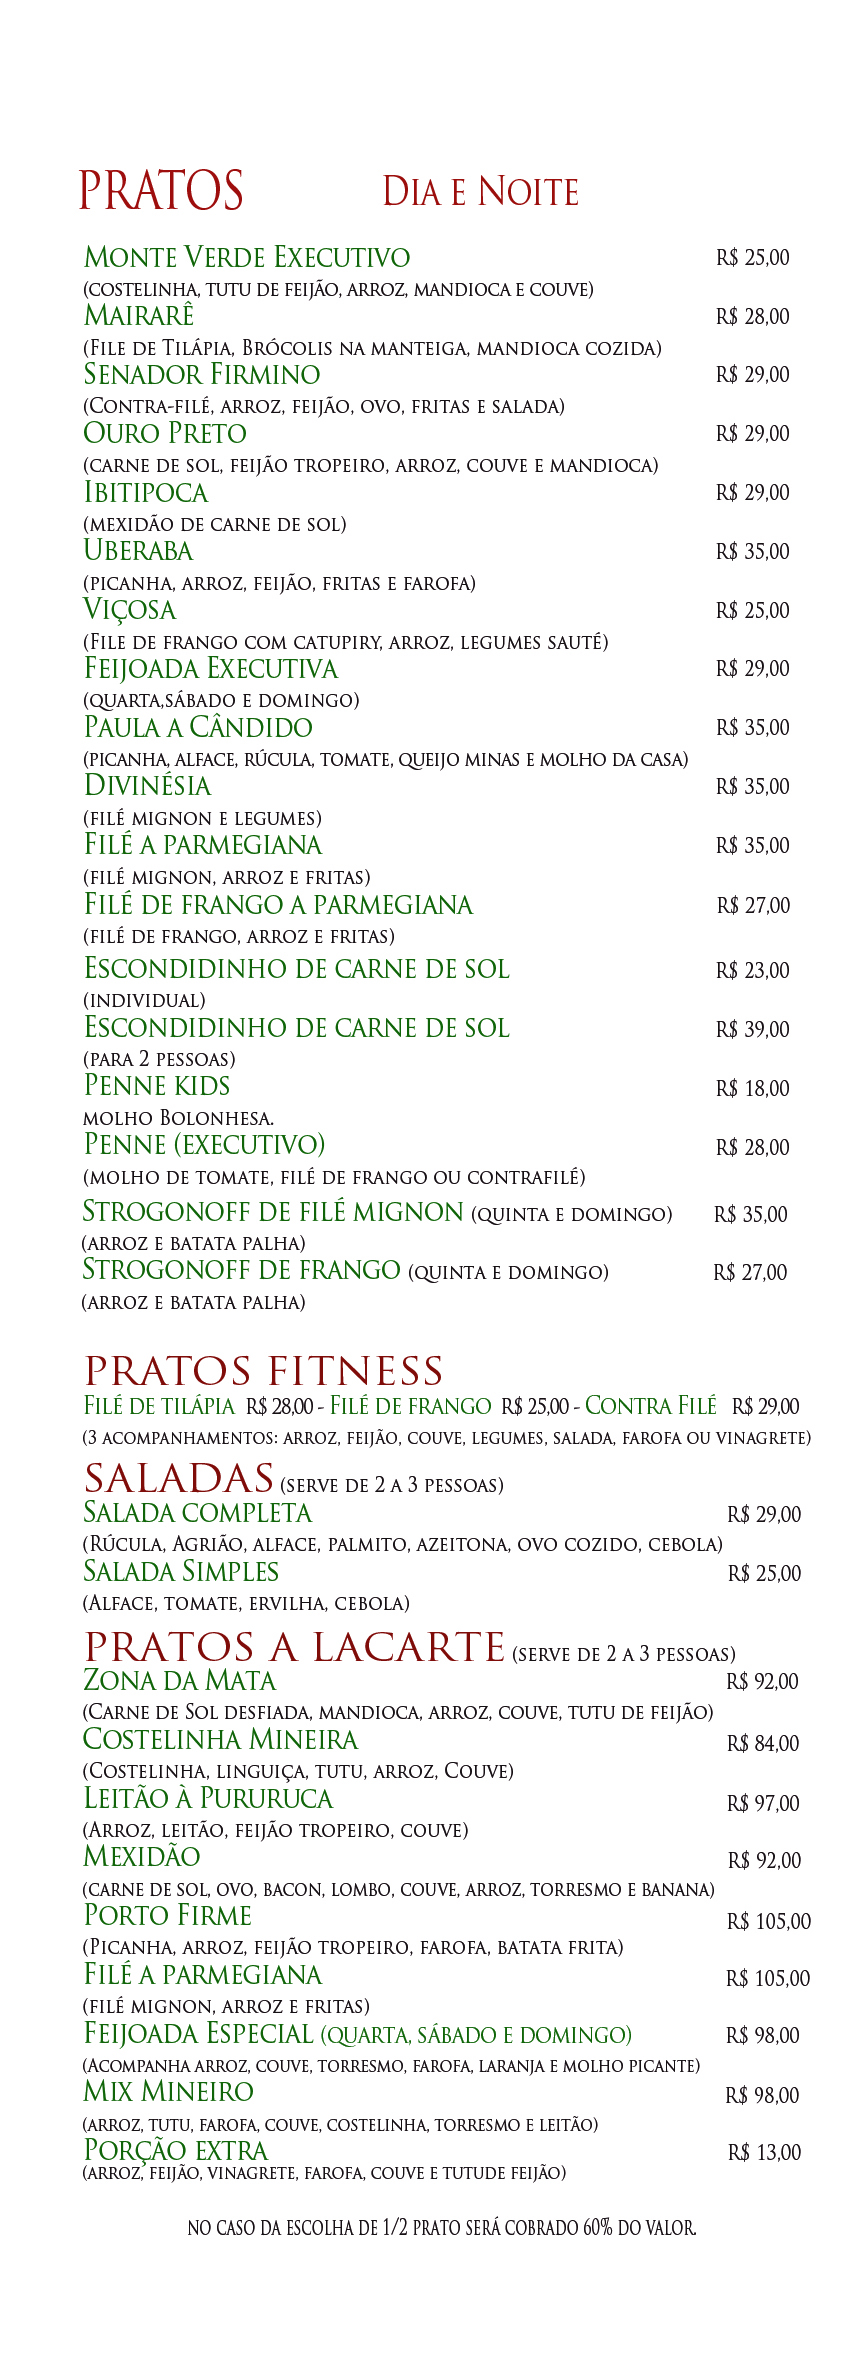 PRATOS Dia e Noite
Monte Verde Executivo R$ 25,00
(costelinha, tutu de feijão, arroz, mandioca e couve)
Mairarê R$ 28,00
(File de Tilápia, Brócolis na manteiga, mandioca cozida)
Senador Firmino R$ 29,00
(Contra-filé, arroz, feijão, ovo, fritas e salada)
Ouro Preto R$ 29,00
(carne de sol, feijão tropeiro, arroz, couve e mandioca)
Ibitipoca R$ 29,00
(mexidão de carne de sol)
Uberaba R$ 35,00
(picanha, arroz, feijão, fritas e farofa)
Viçosa R$ 25,00
(File de frango com catupiry, arroz, legumes sauté)
Feijoada Executiva R$ 29,00
(quarta,sábado e domingo)
Paula a Cândido R$ 35,00
(picanha, alface, rúcula, tomate, queijo minas e molho da casa)
Divinésia R$ 35,00
(filé mignon e legumes)
Filé a parmegiana R$ 35,00
(filé mignon, arroz e fritas)
Filé de frango a parmegiana R$ 27,00
(filé de frango, arroz e fritas)
Escondidinho de carne de sol R$ 23,00
(individual)
Escondidinho de carne de sol R$ 39,00
(para 2 pessoas)
Penne kids R$ 18,00
molho Bolonhesa.
Penne (executivo) R$ 28,00
(molho de tomate, filé de frango ou contrafilé)
Strogonoff de filé mignon (quinta e domingo) R$ 35,00
(arroz e batata palha)
Strogonoff de frango (quinta e domingo) R$ 27,00
(arroz e batata palha)
PRATOS FITNESS
Filé de tilápia R$ 28,00 - Filé de frango R$ 25,00 - Contra Filé R$ 29,00
(3 acompanhamentos: arroz, feijão, couve, legumes, salada, farofa ou vinagrete)
SALADAS (serve de 2 a 3 pessoas)
Salada completa R$ 29,00
(Rúcula, Agrião, alface, palmito, azeitona, ovo cozido, cebola)
Salada Simples R$ 25,00
(Alface, tomate, ervilha, cebola)
PRATOS A LACARTE (serve de 2 a 3 pessoas)
Zona da Mata R$ 92,00
(Carne de Sol desfiada, mandioca, arroz, couve, tutu de feijão)
Costelinha Mineira R$ 84,00
(Costelinha, linguiça, tutu, arroz, Couve)
Leitão à Pururuca R$ 97,00
(Arroz, leitão, feijão tropeiro, couve)
Mexidão R$ 92,00
(carne de sol, ovo, bacon, lombo, couve, arroz, torresmo e banana)
Porto Firme R$ 105,00
(Picanha, arroz, feijão tropeiro, farofa, batata frita)
Filé a parmegiana R$ 105,00
(filé mignon, arroz e fritas)
Feijoada Especial (quarta, sábado e domingo) R$ 98,00
(Acompanha arroz, couve, torresmo, farofa, laranja e molho picante)
Mix Mineiro R$ 98,00
(arroz, tutu, farofa, couve, costelinha, torresmo e leitão)
Porção extra R$ 13,00
(arroz, feijão, vinagrete, farofa, couve e tutude feijão)
NO CASO DA ESCOLHA DE 1/2 PRATO SERÁ COBRADO 60% DO VALOR.